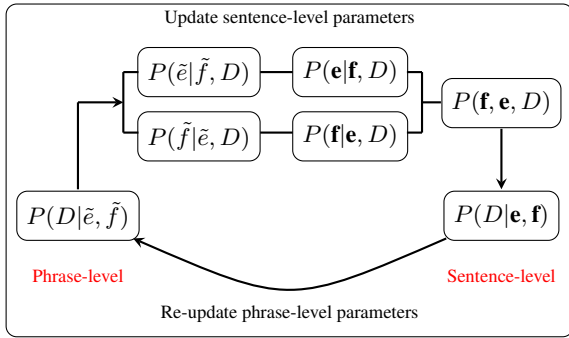 Update sentence-level parameters
P(ẽ|f̃, D) P(e|f, D)
P(f, e, D)
P(f̃|ẽ, D) P(f|e, D)
P(D|ẽ, f̃) P(D|e, f)
Phrase-level Sentence-level
Re-update phrase-level parameters